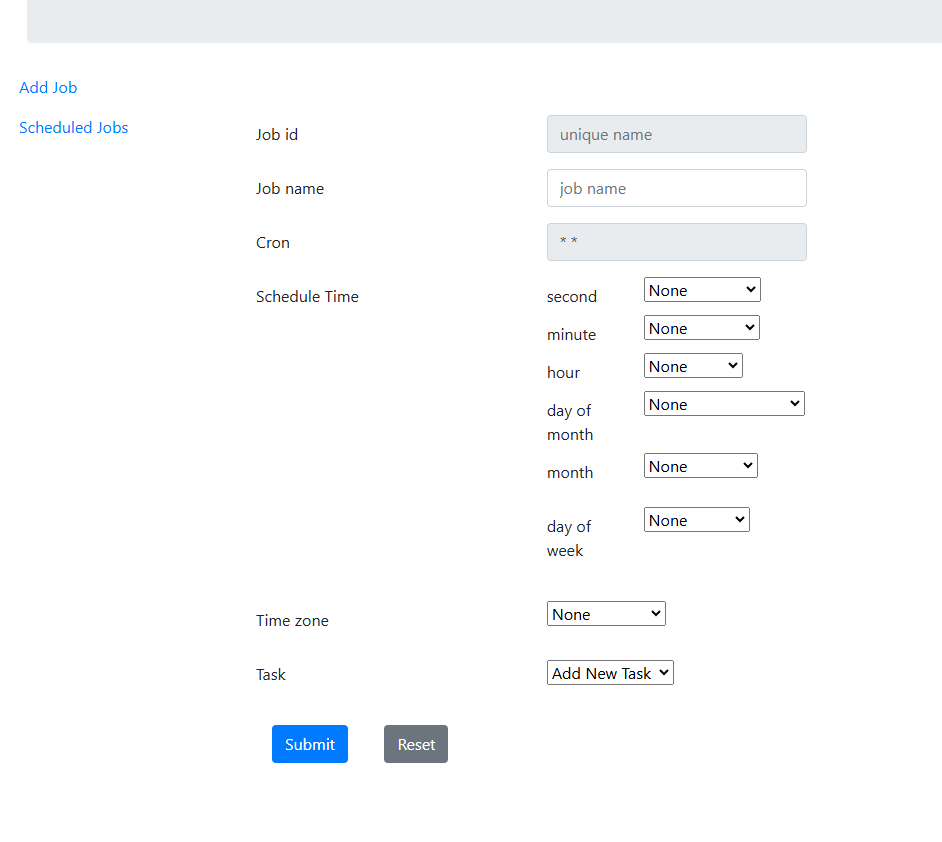 Add Job
Scheduled Jobs
Job id
unique name
Job name
job name
Cron
* *
Schedule Time
second
None
minute
None
hour
None
day of
month
None
month
None
day of
week
None
Time zone
None
Task
Add New Task
Submit
Reset